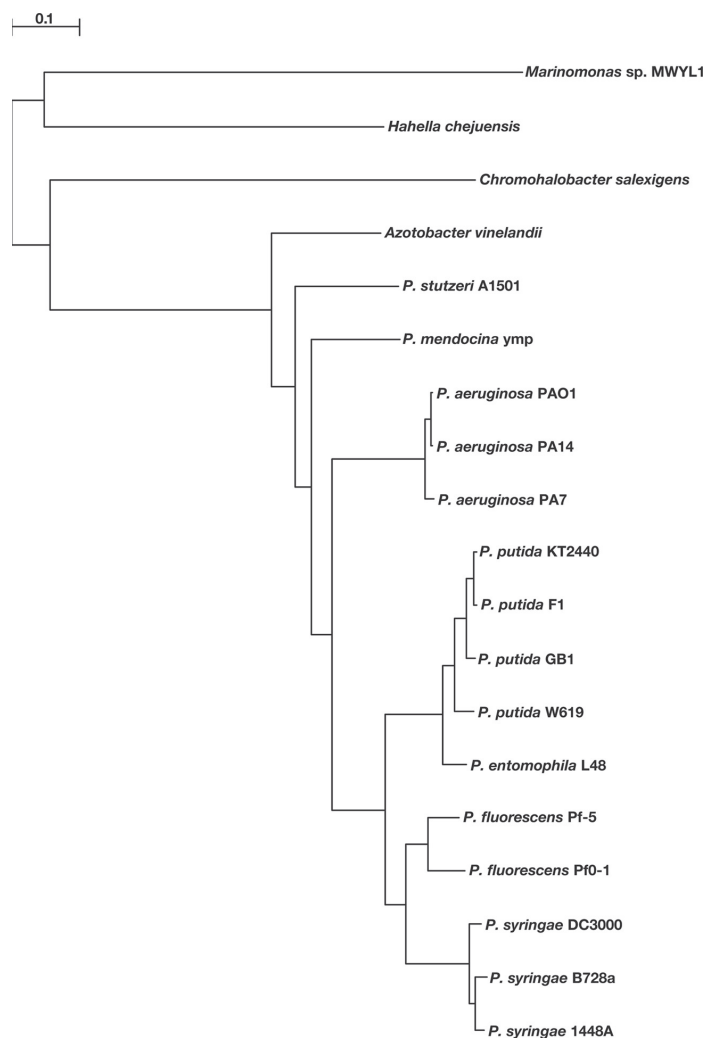 0.1
Marinomonas sp. MWYL1
Hahella chejuensis
Chromohalobacter salexigens
Azotobacter vinelandii
P. stutzeri A1501
P. mendocina ymp
P. aeruginosa PAO1
P. aeruginosa PA14
P. aeruginosa PA7
P. putida KT2440
P. putida F1
P. putida GB1
P. putida W619
P. entomophila L48
P. fluorescens Pf-5
P. fluorescens Pf0-1
P. syringae DC3000
P. syringae B728a
P. syringae 1448A